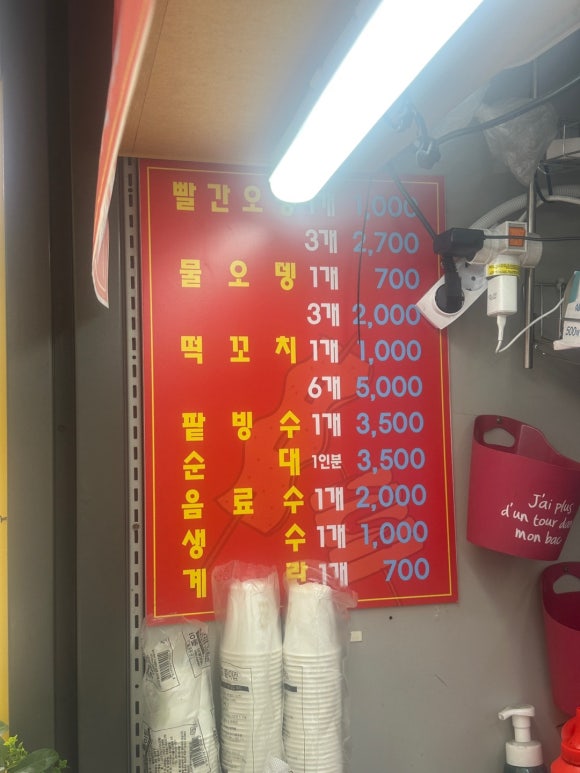 빨간오뎅 1개 1,000
3개 2,700
물오뎅 1개 700
3개 2,000
떡꼬치 1개 1,000
6개 5,000
팥빙수 1개 3,500
순대 1인분 3,500
음료수 1개 2,000
생수 1개 1,000
계란 1개 700
J'ai plus
d'un tour dans
mon bac
500